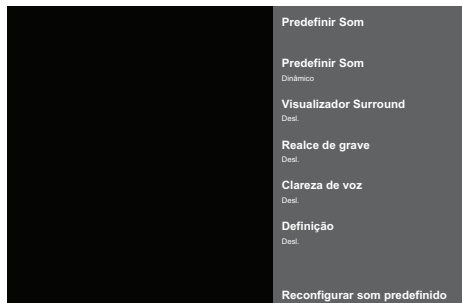 Predefinir Som
Predefinir Som
Dinâmico
Visualizador Surround
Desl.
Realce de grave
Desl.
Clareza de voz
Desl.
Definição
Desl.
Reconfigurar som predefinido